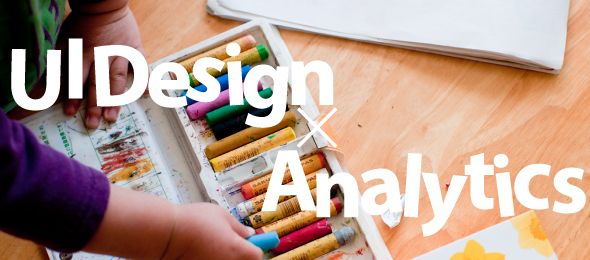 UI Design
×
Analytics